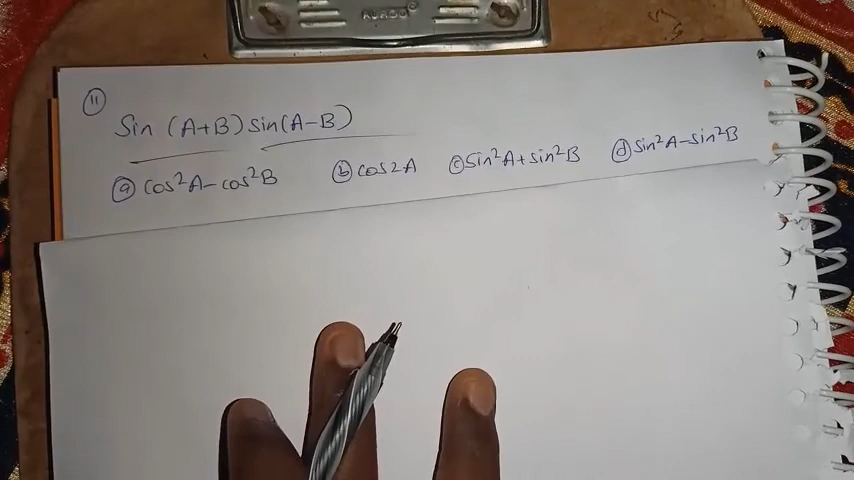 11
Sin (A+B) sin(A-B)
ⓐ Cos²A-cos²B ⓑ Cos2A ⓒ Sin²A+sin²B ⓓ Sin²A-sin²B